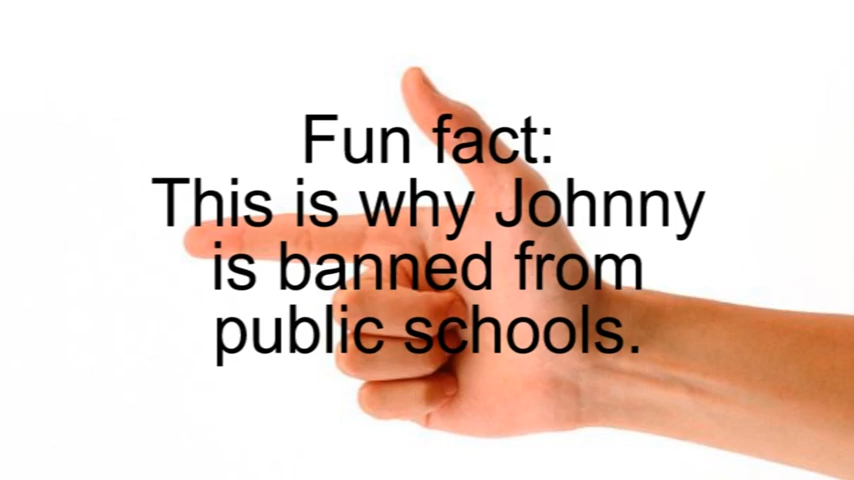 Fun fact:
This is why Johnny
is banned from
public schools.